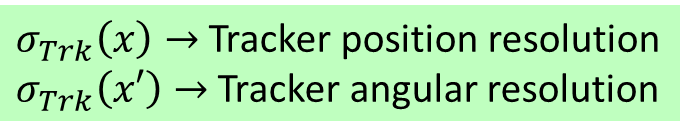 σ_Trk(x) → Tracker position resolution
σ_Trk(x′) → Tracker angular resolution